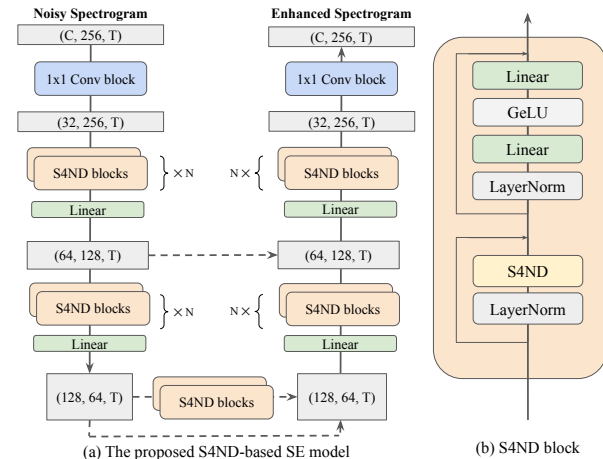 Noisy Spectrogram
Enhanced Spectrogram
(C, 256, T)
(C, 256, T)
1x1 Conv block
1x1 Conv block
(32, 256, T)
(32, 256, T)
S4ND blocks
× N
N ×
S4ND blocks
Linear
Linear
(64, 128, T)
(64, 128, T)
S4ND blocks
× N
N ×
S4ND blocks
Linear
Linear
(128, 64, T)
S4ND blocks
(128, 64, T)
(a) The proposed S4ND-based SE model
Linear
GeLU
Linear
LayerNorm
S4ND
LayerNorm
(b) S4ND block